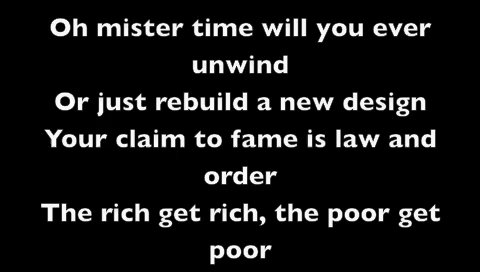 Oh mister time will you ever
unwind
Or just rebuild a new design
Your claim to fame is law and
order
The rich get rich, the poor get
poor